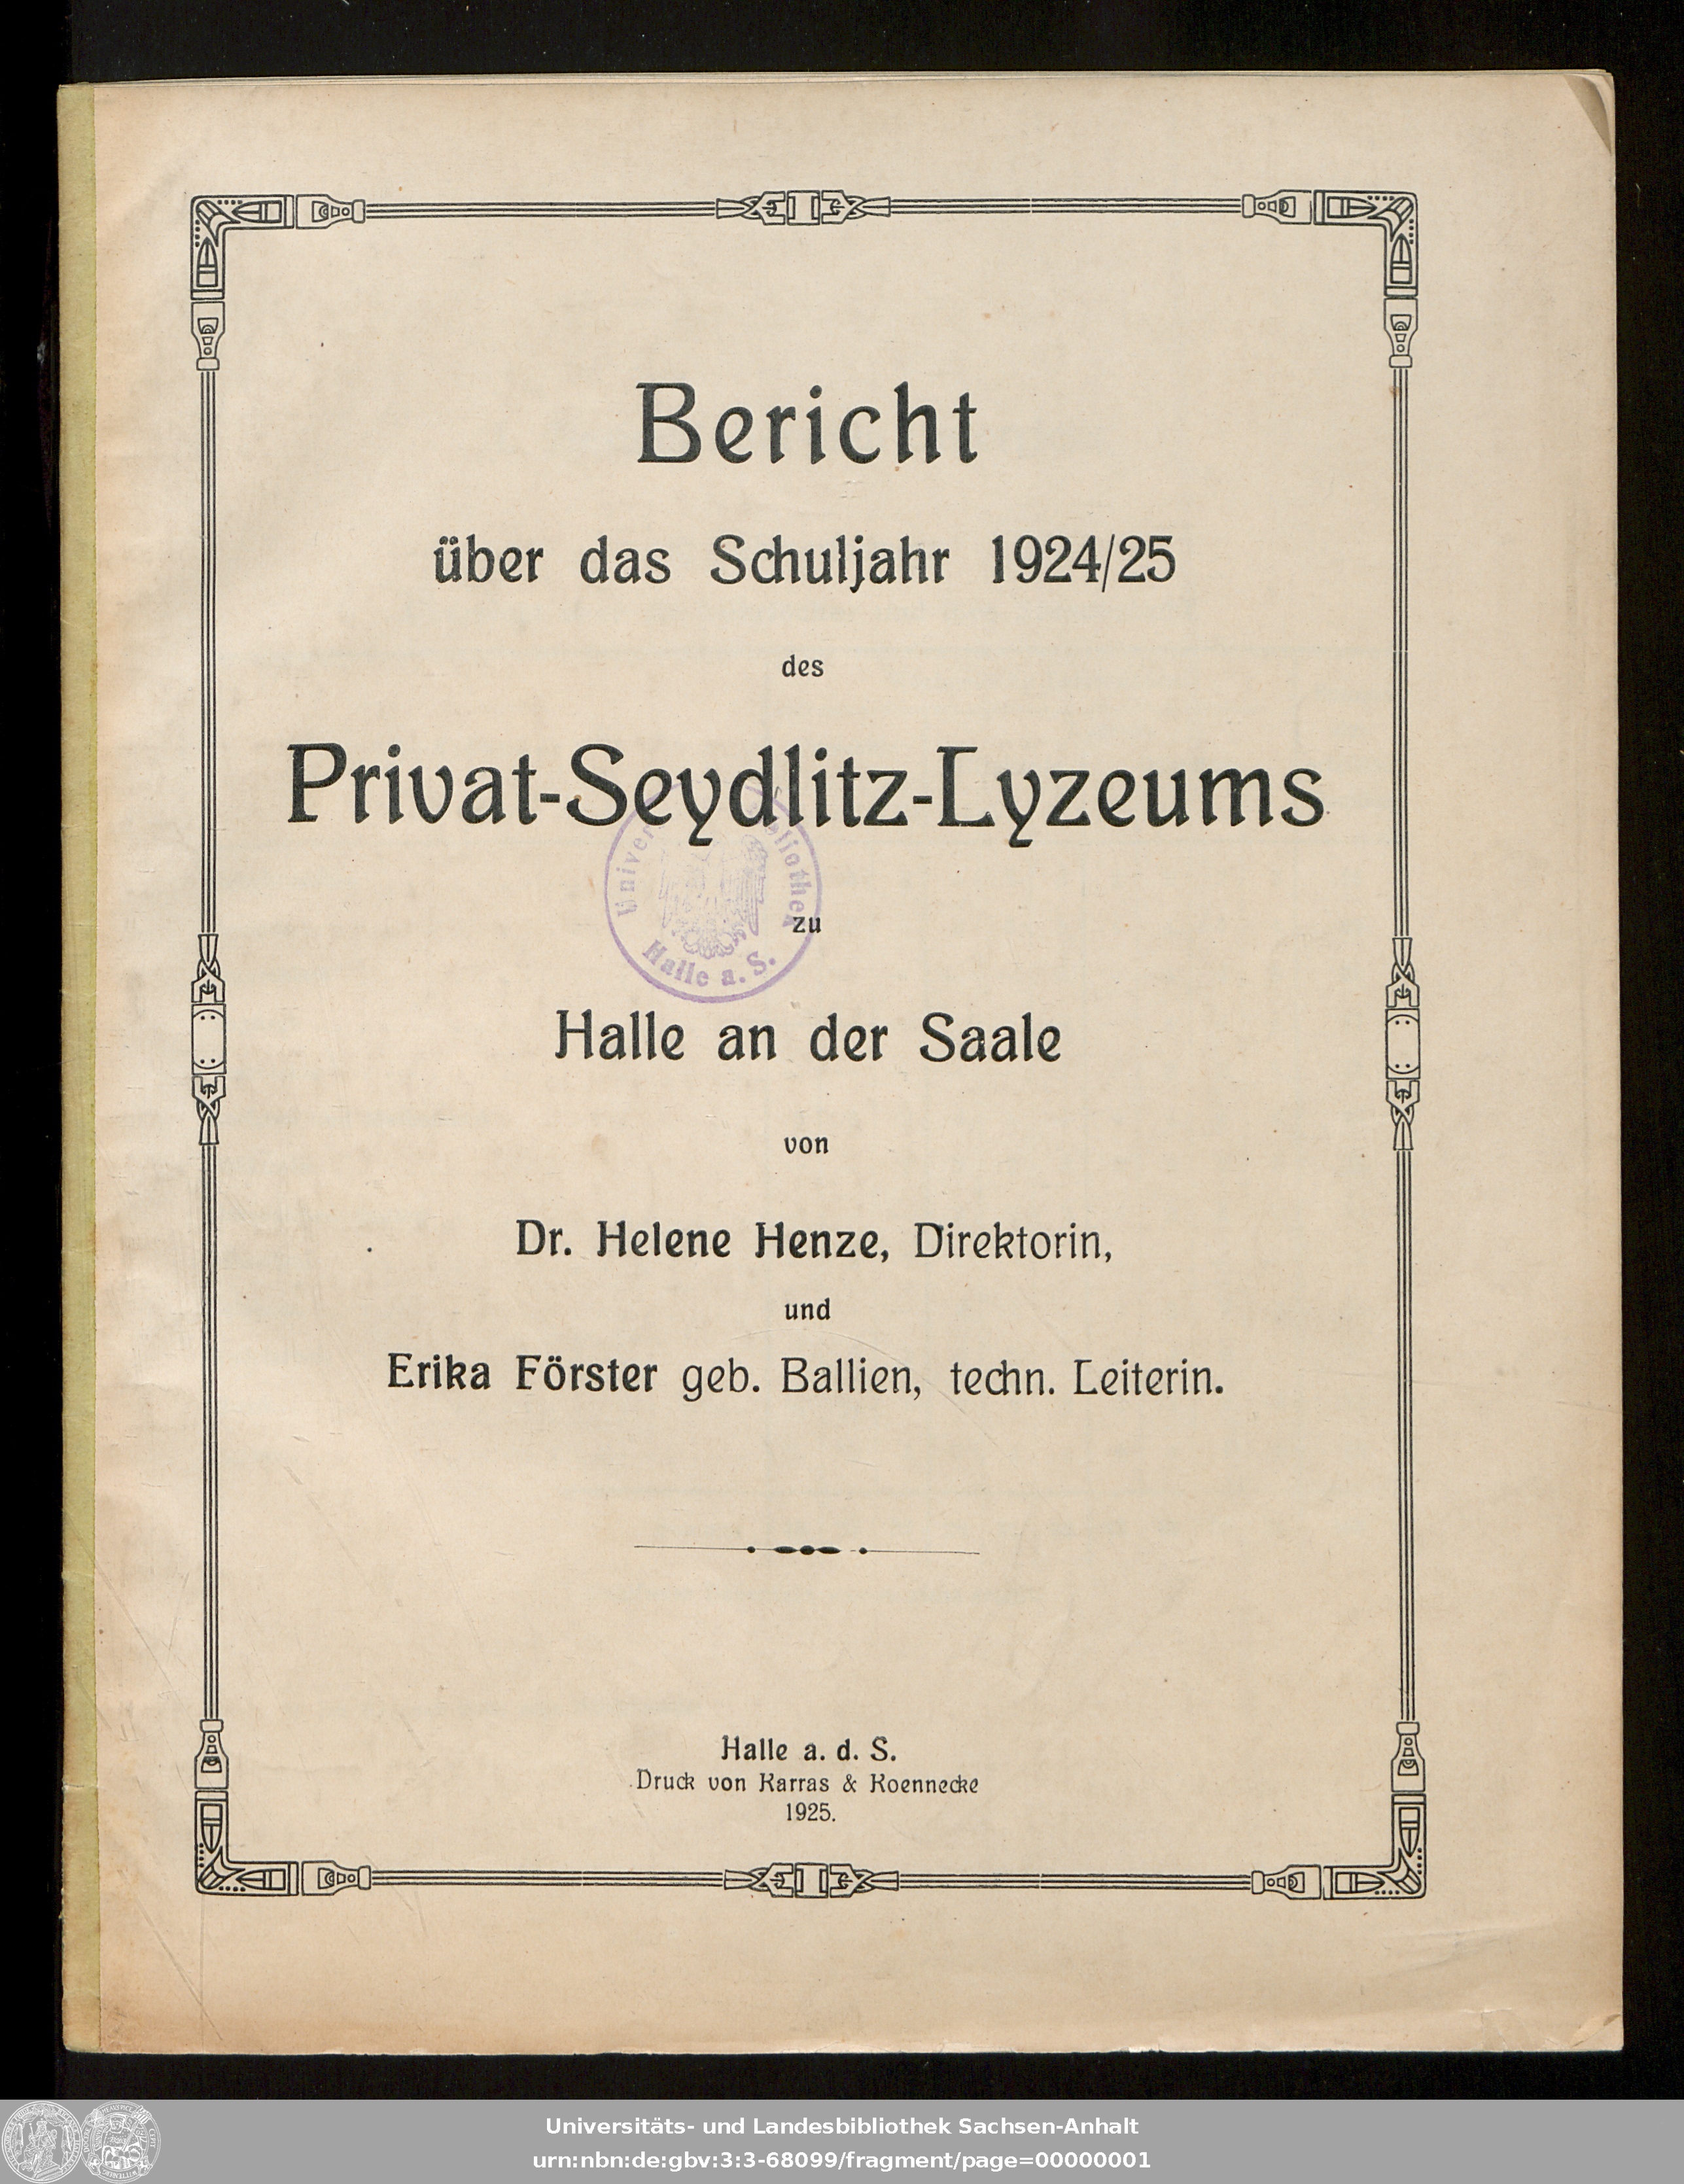 Bericht
über das Schuljahr 1924/25
des
Privat-Seydlitz-Lyzeums
zu
Halle a. S.
Halle an der Saale
von
Dr. Helene Henze, Direktorin,
und
Erika Förster geb. Ballien, techn. Leiterin.
Halle a. d. S.
Druck von Karras & Koennecke
1925.
Universitäts- und Landesbibliothek Sachsen-Anhalt
urn:nbn:de:gbv:3:3-68099/fragment/page=00000001